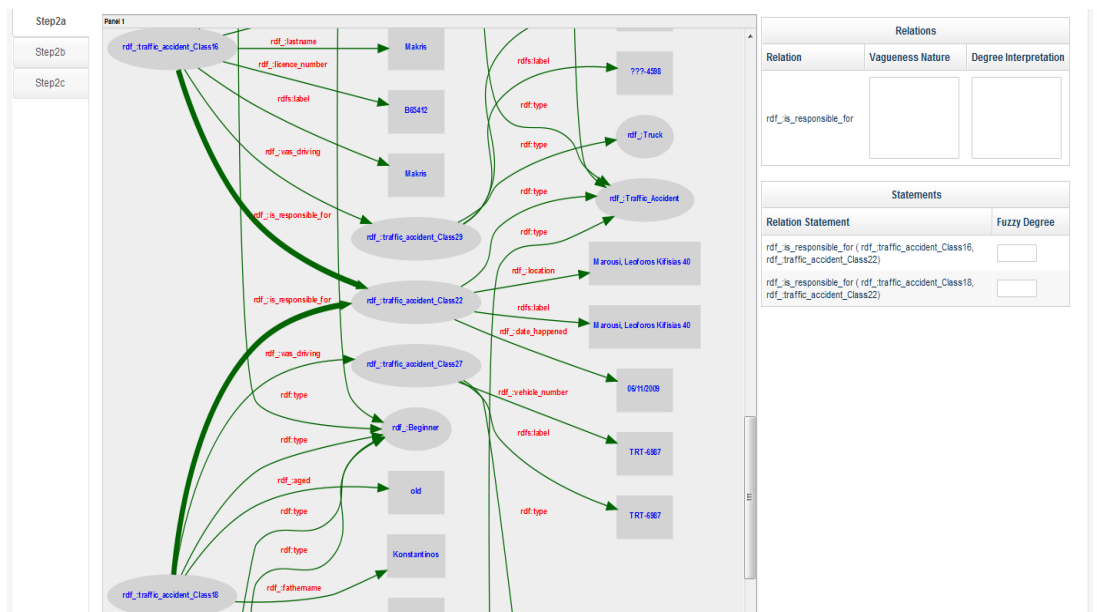 Step2a
Step2b
Step2c
Panel 1
rdf_:traffic_accident_Class16
rdf_:lastname
Makris
rdf_:licence_number
B65412
rdfs:label
Makris
rdf_:was_driving
rdf_:is_responsible_for
rdf_:traffic_accident_Class29
rdf_:is_responsible_for
rdf_:traffic_accident_Class22
rdf_:was_driving
rdf_:traffic_accident_Class27
rdf:type
rdf_:Beginner
rdf:type
rdf_:aged
old
rdf:type
rdf:type
Konstantinos
rdf_:traffic_accident_Class18
rdf_:fathername
rdfs:label
???-4598
rdf:type
rdf:type
rdf_:Truck
rdf:type
rdf_:Traffic_Accident
rdf:type
rdf_:location
Marousi, Leoforos Kifisias 40
rdfs:label
Marousi, Leoforos Kifisias 40
rdf_:date_happened
06/11/2009
rdf_:vehicle_number
rdfs:label
TRT-6987
rdf:type
TRT-6987
Relations
Relation Vagueness Nature Degree Interpretation
rdf_:is_responsible_for
Statements
Relation Statement Fuzzy Degree
rdf_:is_responsible_for ( rdf_:traffic_accident_Class16,
rdf_:traffic_accident_Class22)
rdf_:is_responsible_for ( rdf_:traffic_accident_Class18,
rdf_:traffic_accident_Class22)